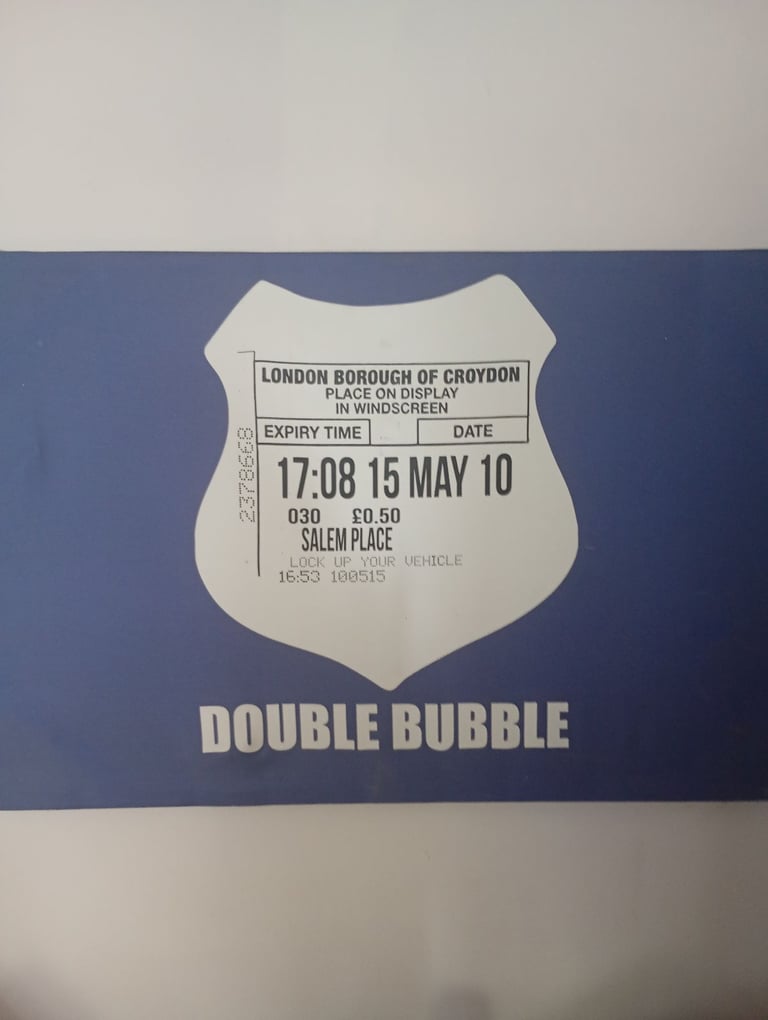 LONDON BOROUGH OF CROYDON
PLACE ON DISPLAY
IN WINDSCREEN
EXPIRY TIME DATE
17:08 15 MAY 10
030 £0.50
SALEM PLACE
LOCK UP YOUR VEHICLE
16:53 100515
2378668
DOUBLE BUBBLE